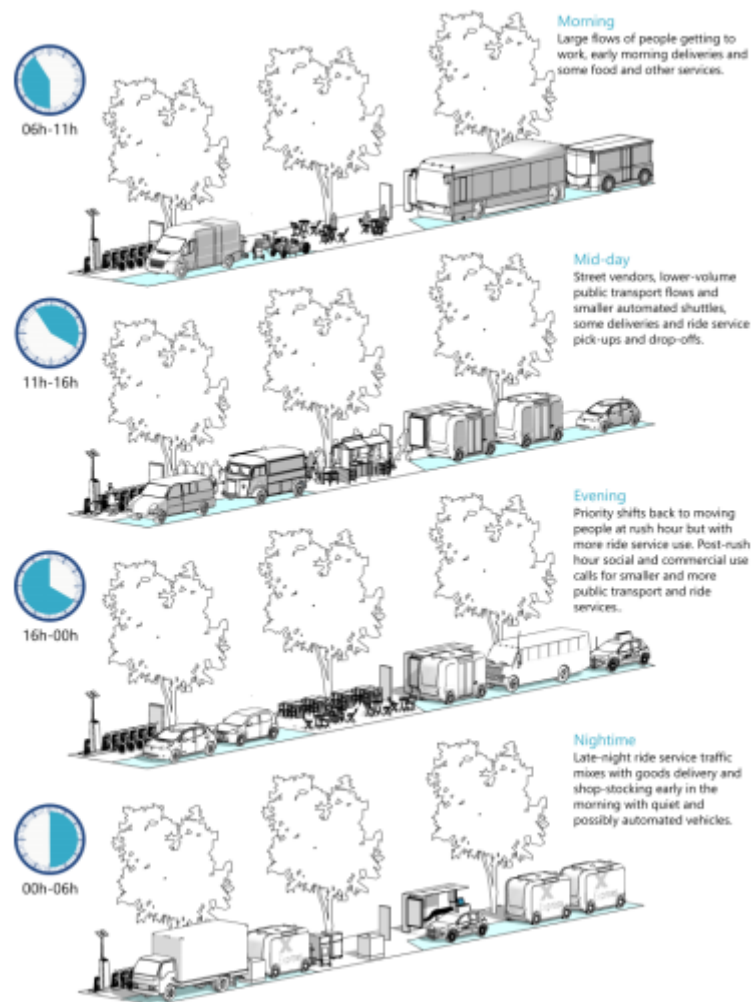 Morning
Large flows of people getting to
work, early morning deliveries and
some food and other services.
06h-11h
Mid-day
Street vendors, lower-volume
public transport flows and
smaller automated shuttles,
some deliveries and ride service
pick-ups and drop-offs.
11h-16h
Evening
Priority shifts back to moving
people at rush hour but with
more ride service use. Post-rush
hour social and commercial use
calls for smaller and more
public transport and ride
services.
16h-00h
Nightime
Late-night ride service traffic
mixes with goods delivery and
shop-stocking early in the
morning with quiet and
possibly automated vehicles.
00h-06h